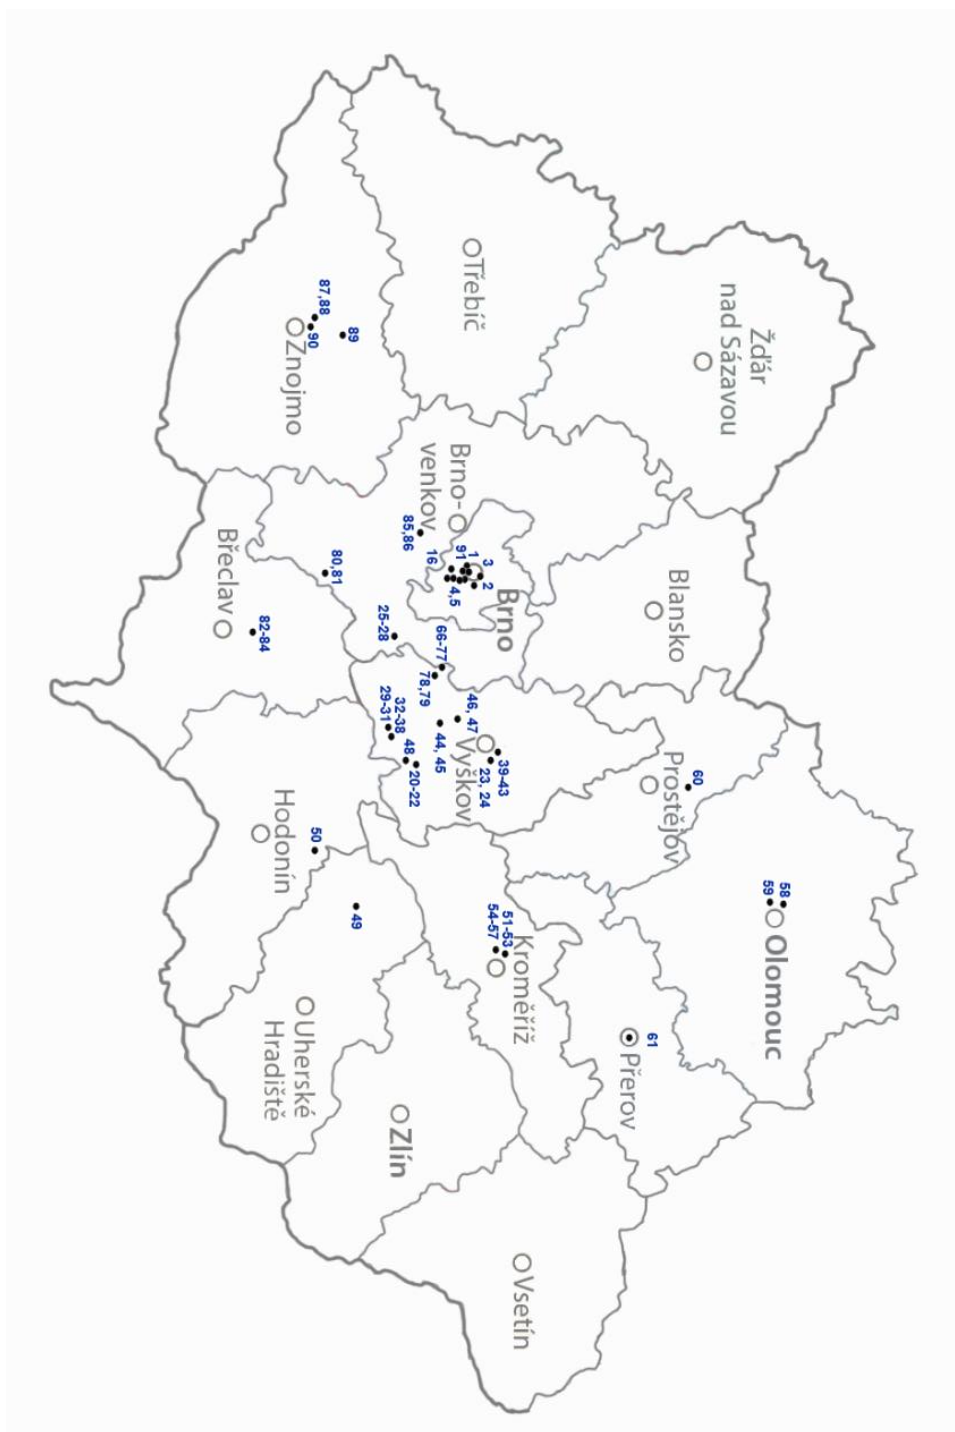 Žďár
nad Sázavou
Třebíč
87,88
89
90
Znojmo
Brno-
venkov
85,86
16
91
1
3
2
4,5
Brno
Blansko
Břeclav
80,81
82-84
25-28
66-77
78,79
46, 47
44, 45
Vyškov
39-43
23, 24
29-31
32-38
48
20-22
Prostějov
60
Hodonín
50
49
58
59
Olomouc
51-53
54-57
Kroměříž
61
Přerov
Uherské
Hradiště
Zlín
Vsetín